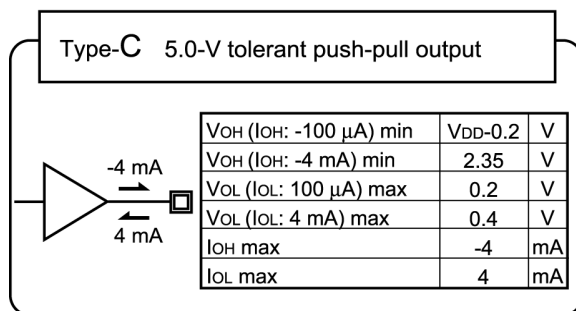 Type-C 5.0-V tolerant push-pull output
-4 mA
4 mA
VOH (IOH: -100 μA) min VDD-0.2 V
VOH (IOH: -4 mA) min 2.35 V
VOL (IOL: 100 μA) max 0.2 V
VOL (IOL: 4 mA) max 0.4 V
IOH max -4 mA
IOL max 4 mA